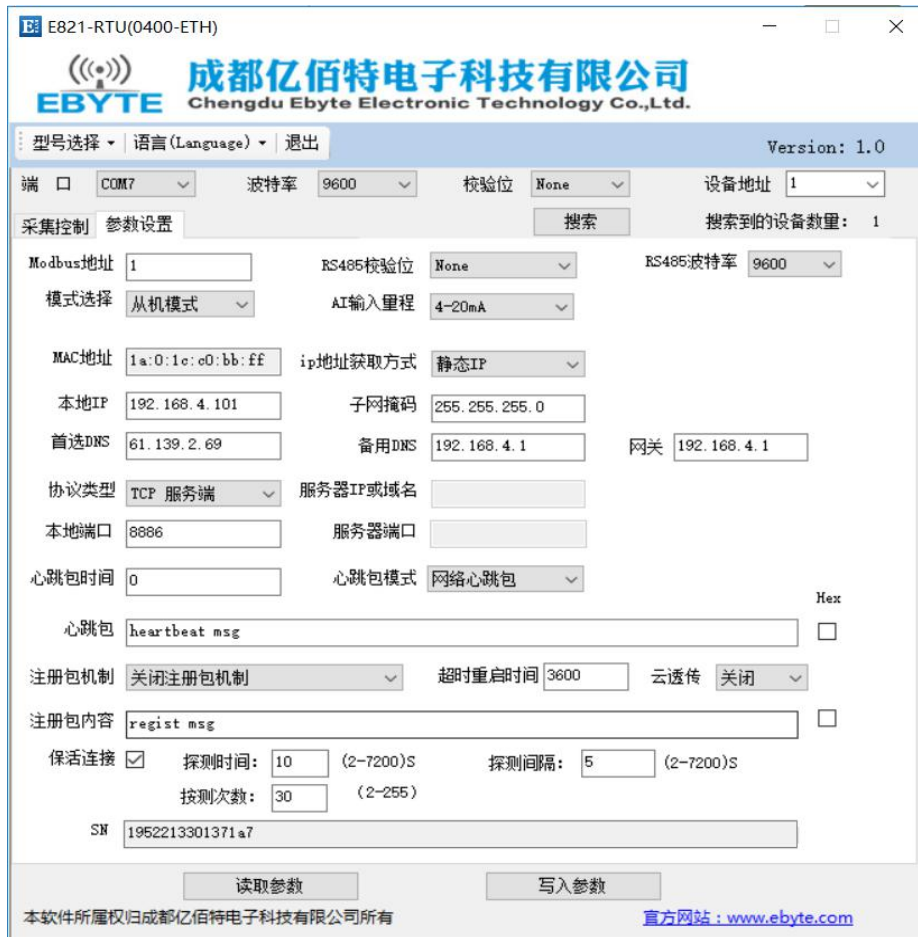 E821-RTU(0400-ETH)
EBYTE 成都亿佰特电子科技有限公司
Chengdu Ebyte Electronic Technology Co.,Ltd.
型号选择 语言(Language) 退出 Version: 1.0
端 口 COM7 波特率 9600 校验位 None 设备地址 1
采集控制 参数设置 搜索 搜索到的设备数量: 1
Modbus地址 1 RS485校验位 None RS485波特率 9600
模式选择 从机模式 AI输入量程 4-20mA
MAC地址 1a:0:1c:c0:bb:ff ip地址获取方式 静态IP
本地IP 192.168.4.101 子网掩码 255.255.255.0
首选DNS 61.139.2.69 备用DNS 192.168.4.1 网关 192.168.4.1
协议类型 TCP 服务端 服务器IP或域名
本地端口 8886 服务器端口
心跳包时间 0 心跳包模式 网络心跳包
Hex
心跳包 heartbeat msg
注册包机制 关闭注册包机制 超时重启时间 3600 云透传 关闭
注册包内容 regist msg
保活连接 探测时间: 10 (2-7200)S 探测间隔: 5 (2-7200)S
按测次数: 30 (2-255)
SN 1952213301371a7
读取参数 写入参数
本软件所属权归成都亿佰特电子科技有限公司所有 官方网站：www.ebyte.com